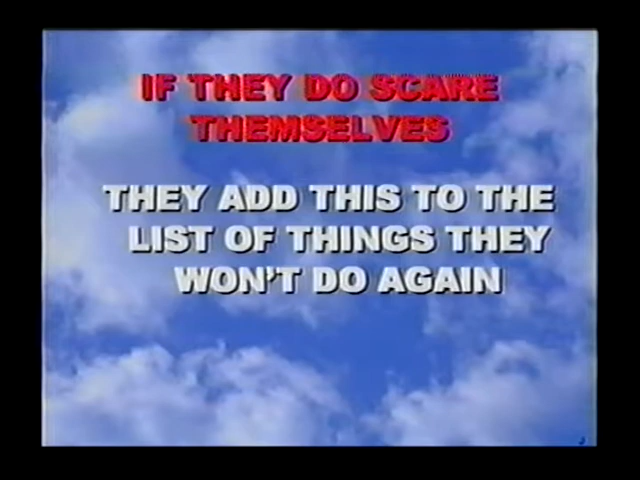 IF THEY DO SCARE
THEMSELVES
THEY ADD THIS TO THE
LIST OF THINGS THEY
WON'T DO AGAIN